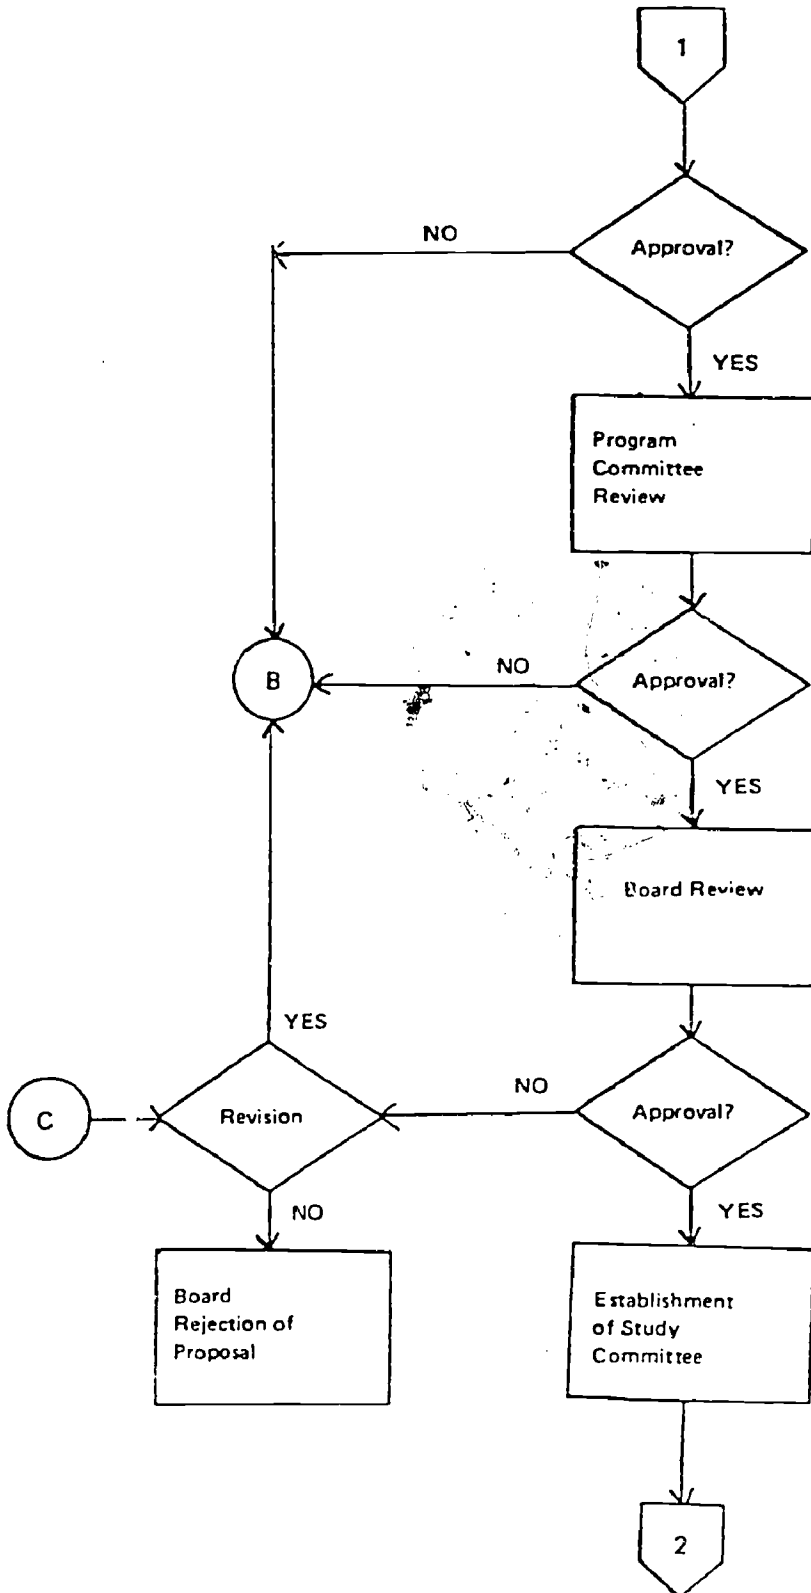 1
Approval?
NO
YES
Program
Committee
Review
B
NO
Approval?
YES
Board Review
YES
C
Revision
NO
Approval?
NO
YES
Board
Rejection of
Proposal
Establishment
of Study
Committee
2